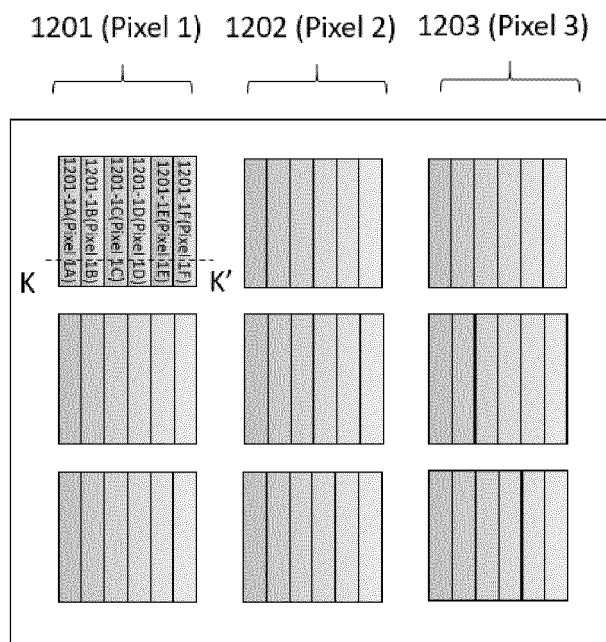 1201 (Pixel 1) 1202 (Pixel 2) 1203 (Pixel 3)
1201-1A(Pixel 1A)
1201-1B(Pixel 1B)
1201-1C(Pixel 1C)
1201-1D(Pixel 1D)
1201-1E(Pixel 1E)
1201-1F(Pixel 1F)
K K'